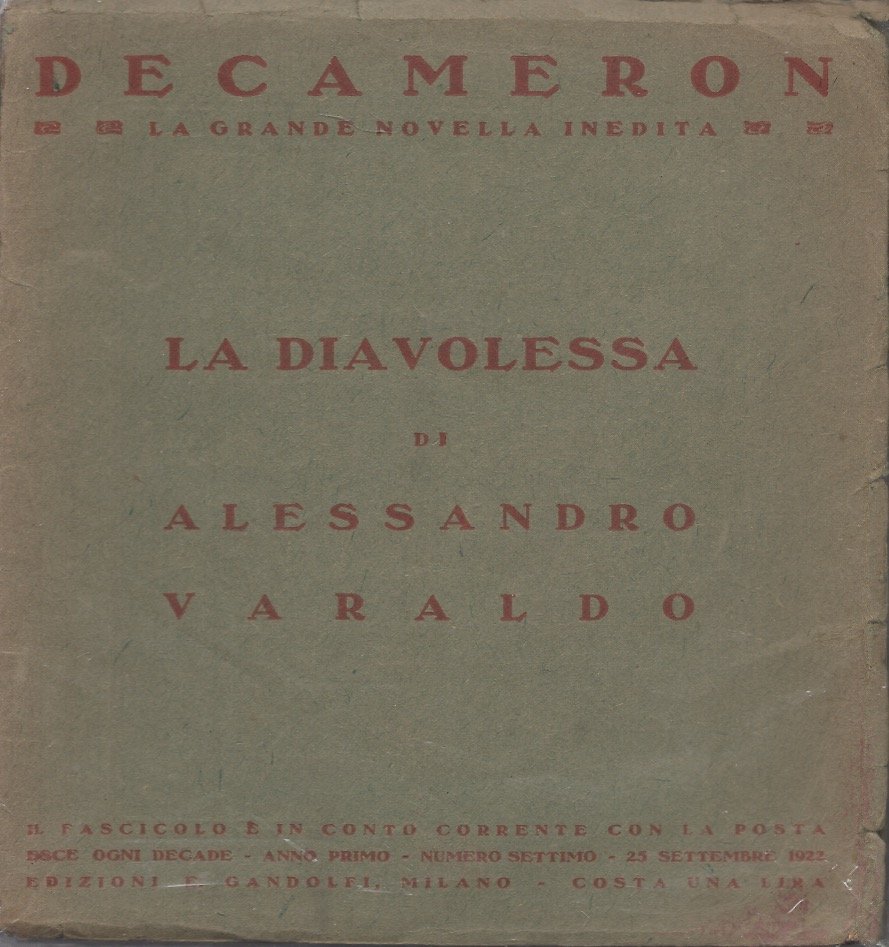 DECAMERON
LA GRANDE NOVELLA INEDITA
LA DIAVOLESSA
DI
ALESSANDRO
VARALDO
IL FASCICOLO È IN CONTO CORRENTE CON LA POSTA
ESCE OGNI DECADE - ANNO PRIMO - NUMERO SETTIMO - 25 SETTEMBRE 1922
EDIZIONI E. GANDOLFI, MILANO - COSTA UNA LIRA